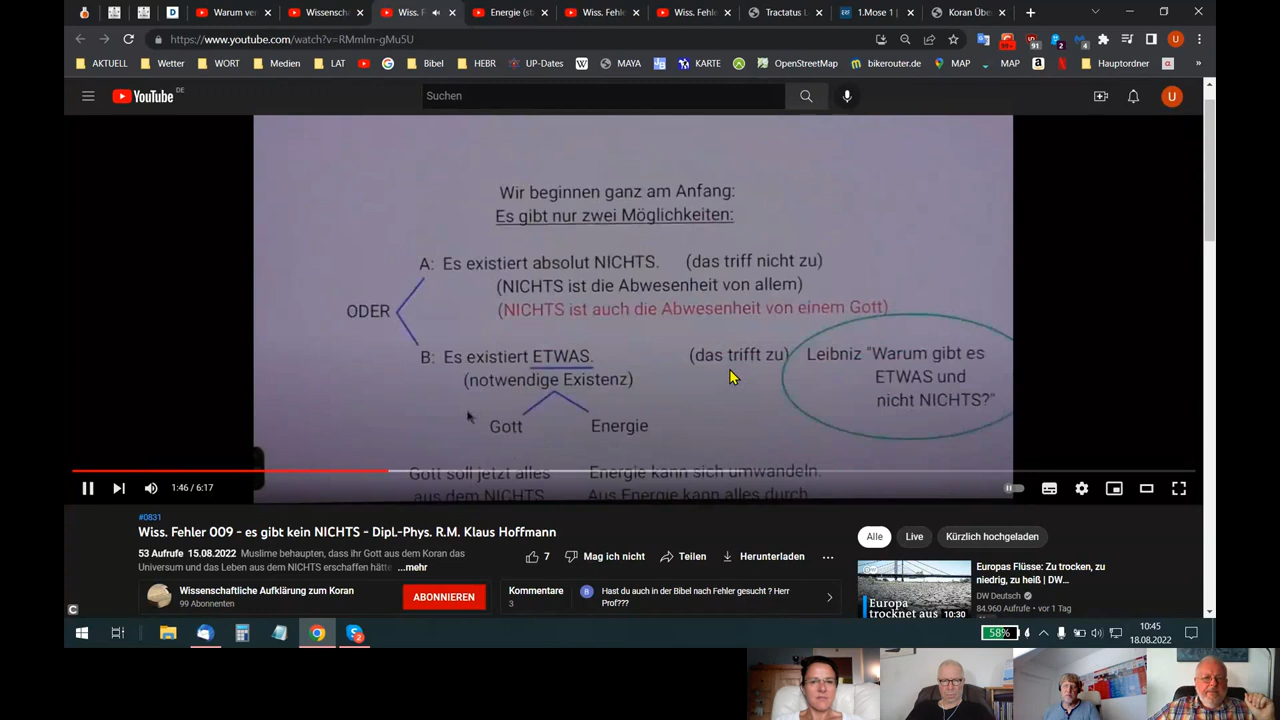 Warum ver
Wissenscha
Wiss. F
Energie (st
Wiss. Fehle
Wiss. Fehle
Tractatus L
1.Mose 1 |
Koran Übe
https://www.youtube.com/watch?v=RMmlm-gMu5U
AKTUELL
Wetter
WORT
Medien
LAT
Bibel
HEBR
UP-Dates
MAYA
KARTE
OpenStreetMap
bikerouter.de
MAP
MAP
Hauptordner
YouTube DE
Suchen
Wir beginnen ganz am Anfang:
Es gibt nur zwei Möglichkeiten:
A: Es existiert absolut NICHTS. (das triff nicht zu)
(NICHTS ist die Abwesenheit von allem)
(NICHTS ist auch die Abwesenheit von einem Gott)
ODER
B: Es existiert ETWAS. (das trifft zu)
(notwendige Existenz)
Leibniz "Warum gibt es
ETWAS und
nicht NICHTS?"
Gott Energie
Gott soll jetzt alles Energie kann sich umwandeln.
aus dem NICHTS Aus Energie kann alles durch
1:46 / 6:17
#0831
Wiss. Fehler 009 - es gibt kein NICHTS - Dipl.-Phys. R.M. Klaus Hoffmann
53 Aufrufe 15.08.2022 Muslime behaupten, dass ihr Gott aus dem Koran das
Universum und das Leben aus dem NICHTS erschaffen hätte ...mehr
7
Mag ich nicht
Teilen
Herunterladen
Wissenschaftliche Aufklärung zum Koran
99 Abonnenten
ABONNIEREN
Kommentare
3
Hast du auch in der Bibel nach Fehler gesucht ? Herr
Prof???
Alle
Live
Kürzlich hochgeladen
Europa
trocknet aus
10:30
Europas Flüsse: Zu trocken, zu
niedrig, zu heiß | DW...
DW Deutsch
84.960 Aufrufe • vor 1 Tag
58%
10:45
18.08.2022